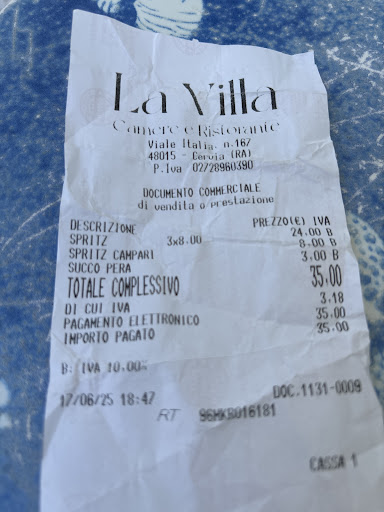 La Villa
Camere e Ristorante
Viale Italia, n.167
48015 - Cervia (RA)
P.Iva 02728960390
DOCUMENTO COMMERCIALE
di vendita o prestazione
DESCRIZIONE PREZZO(€) IVA
SPRITZ 3x8.00 24.00 B
SPRITZ CAMPARI 8.00 B
SUCCO PERA 3.00 B
TOTALE COMPLESSIVO 35.00
DI CUI IVA 3.18
PAGAMENTO ELETTRONICO 35.00
IMPORTO PAGATO 35.00
B: IVA 10.00%
17/06/25 18:47 DOC.1131-0009
RT 96MKR016181
CASSA 1